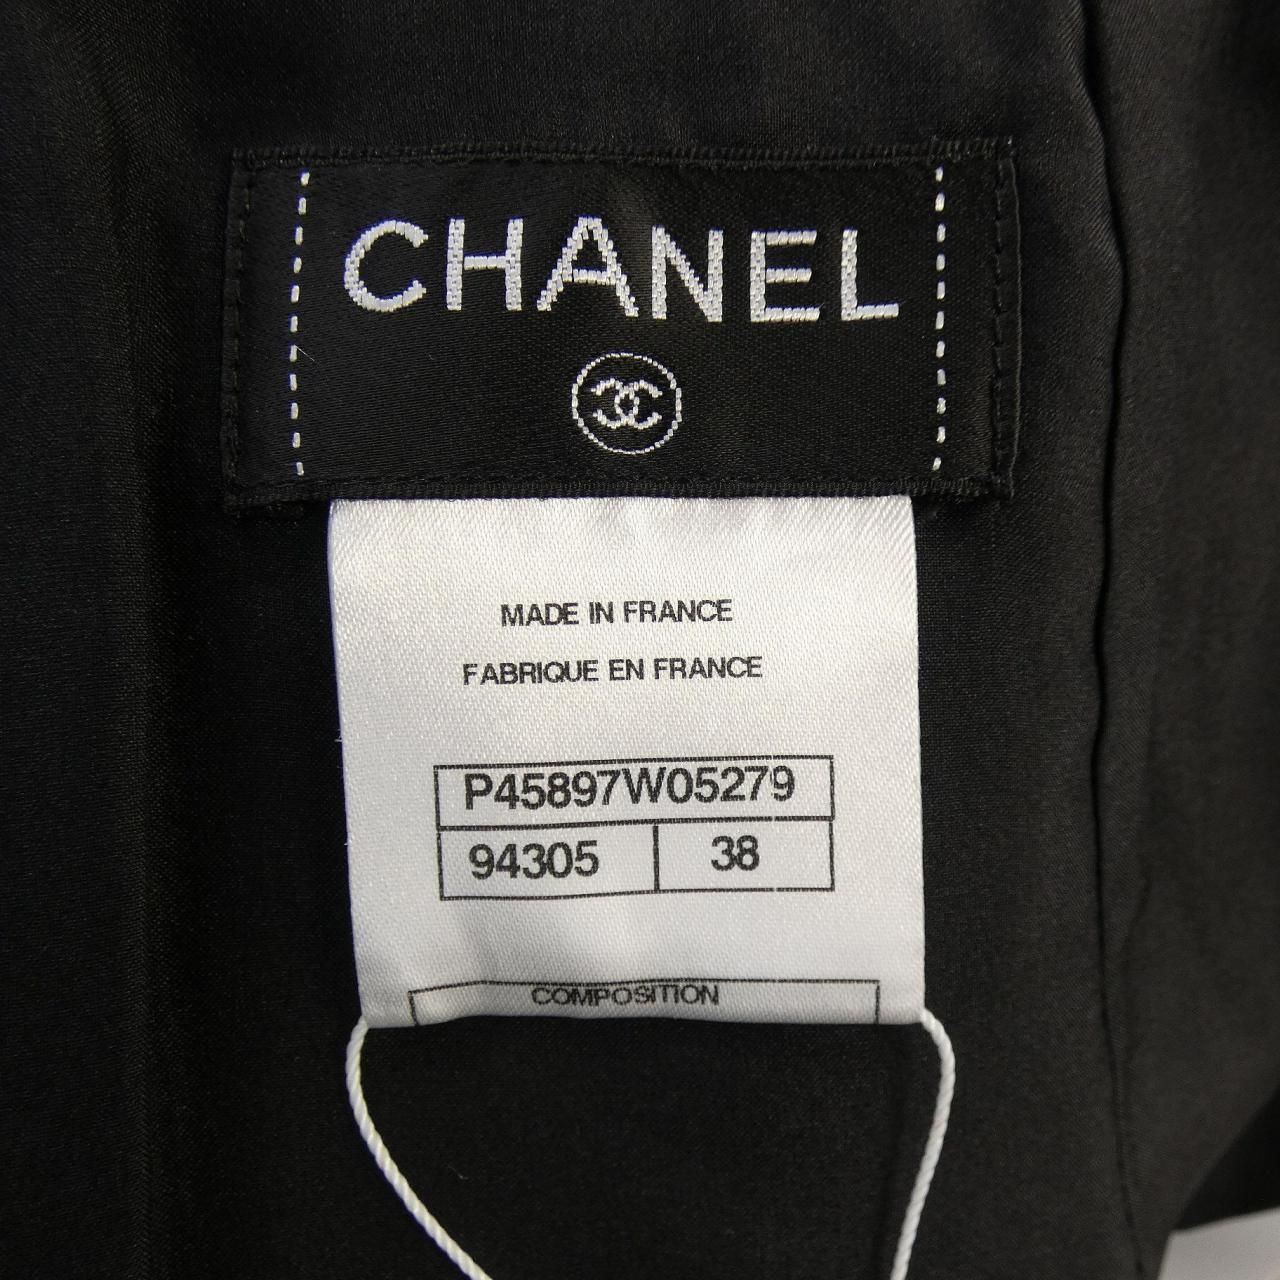 CHANEL
MADE IN FRANCE
FABRIQUE EN FRANCE
P45897W05279
94305 38
COMPOSITION